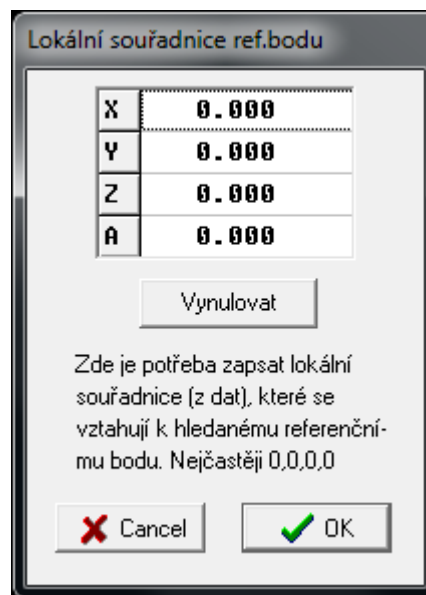 Lokální souřadnice ref.bodu
X 0.000
Y 0.000
Z 0.000
A 0.000
Vynulovat
Zde je potřeba zapsat lokální
souřadnice (z dat), které se
vztahují k hledanému referenční-
mu bodu. Nejčastěji 0,0,0,0
Cancel OK